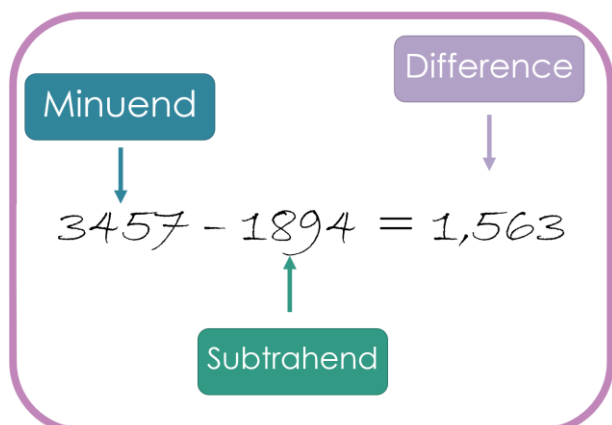 Difference
Minuend
3457 - 1894 = 1,563
Subtrahend